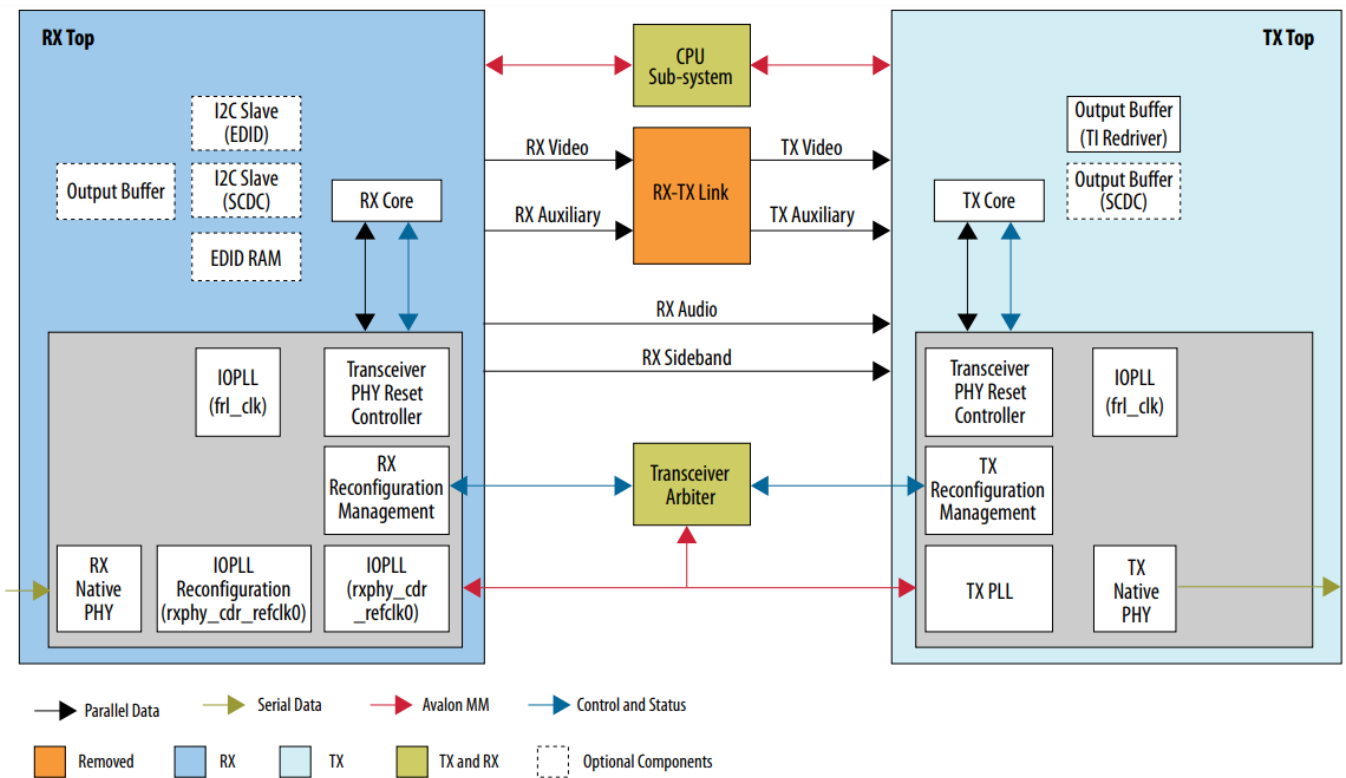 RX Top
I2C Slave
(EDID)
Output Buffer
I2C Slave
(SCDC)
EDID RAM
RX Core
IOPLL
(frl_clk)
Transceiver
PHY Reset
Controller
RX
Reconfiguration
Management
RX
Native
PHY
IOPLL
Reconfiguration
(rxphy_cdr_refclk0)
IOPLL
(rxphy_cdr
_refclk0)
CPU
Sub-system
RX Video
RX Auxiliary
RX-TX Link
TX Video
TX Auxiliary
RX Audio
RX Sideband
Transceiver
Arbiter
TX Top
Output Buffer
(TI Redriver)
Output Buffer
(SCDC)
TX Core
Transceiver
PHY Reset
Controller
IOPLL
(frl_clk)
TX
Reconfiguration
Management
TX PLL
TX
Native
PHY
Parallel Data
Serial Data
Avalon MM
Control and Status
Removed
RX
TX
TX and RX
Optional Components